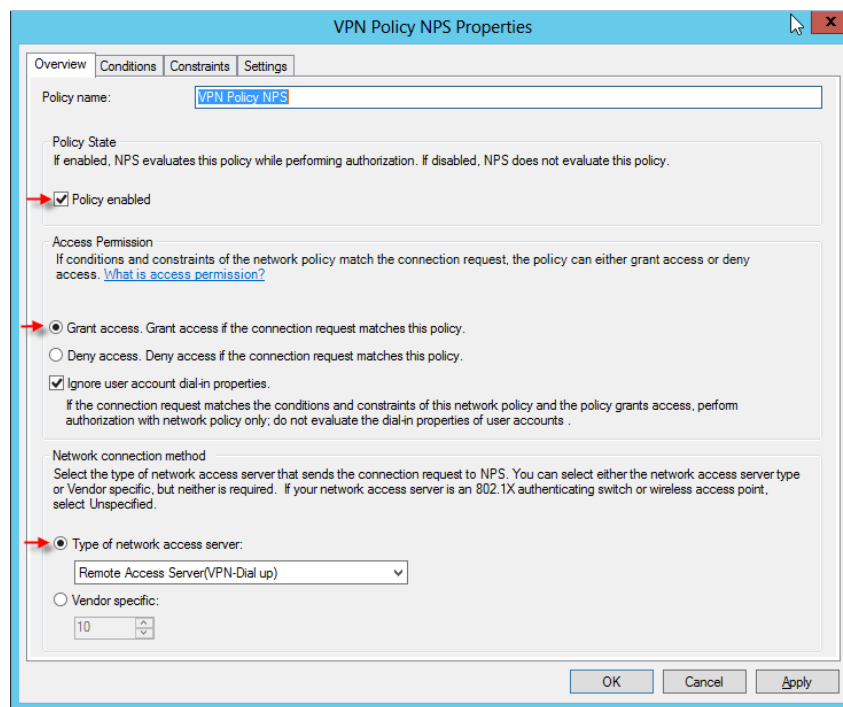 VPN Policy NPS Properties
x
Overview Conditions Constraints Settings
Policy name: VPN Policy NPS
Policy State
If enabled, NPS evaluates this policy while performing authorization. If disabled, NPS does not evaluate this policy.
Policy enabled
Access Permission
If conditions and constraints of the network policy match the connection request, the policy can either grant access or deny
access. What is access permission?
Grant access. Grant access if the connection request matches this policy.
Deny access. Deny access if the connection request matches this policy.
Ignore user account dial-in properties.
If the connection request matches the conditions and constraints of this network policy and the policy grants access, perform
authorization with network policy only; do not evaluate the dial-in properties of user accounts .
Network connection method
Select the type of network access server that sends the connection request to NPS. You can select either the network access server type
or Vendor specific, but neither is required. If your network access server is an 802.1X authenticating switch or wireless access point,
select Unspecified.
Type of network access server:
Remote Access Server(VPN-Dial up)
Vendor specific:
10
OK Cancel Apply